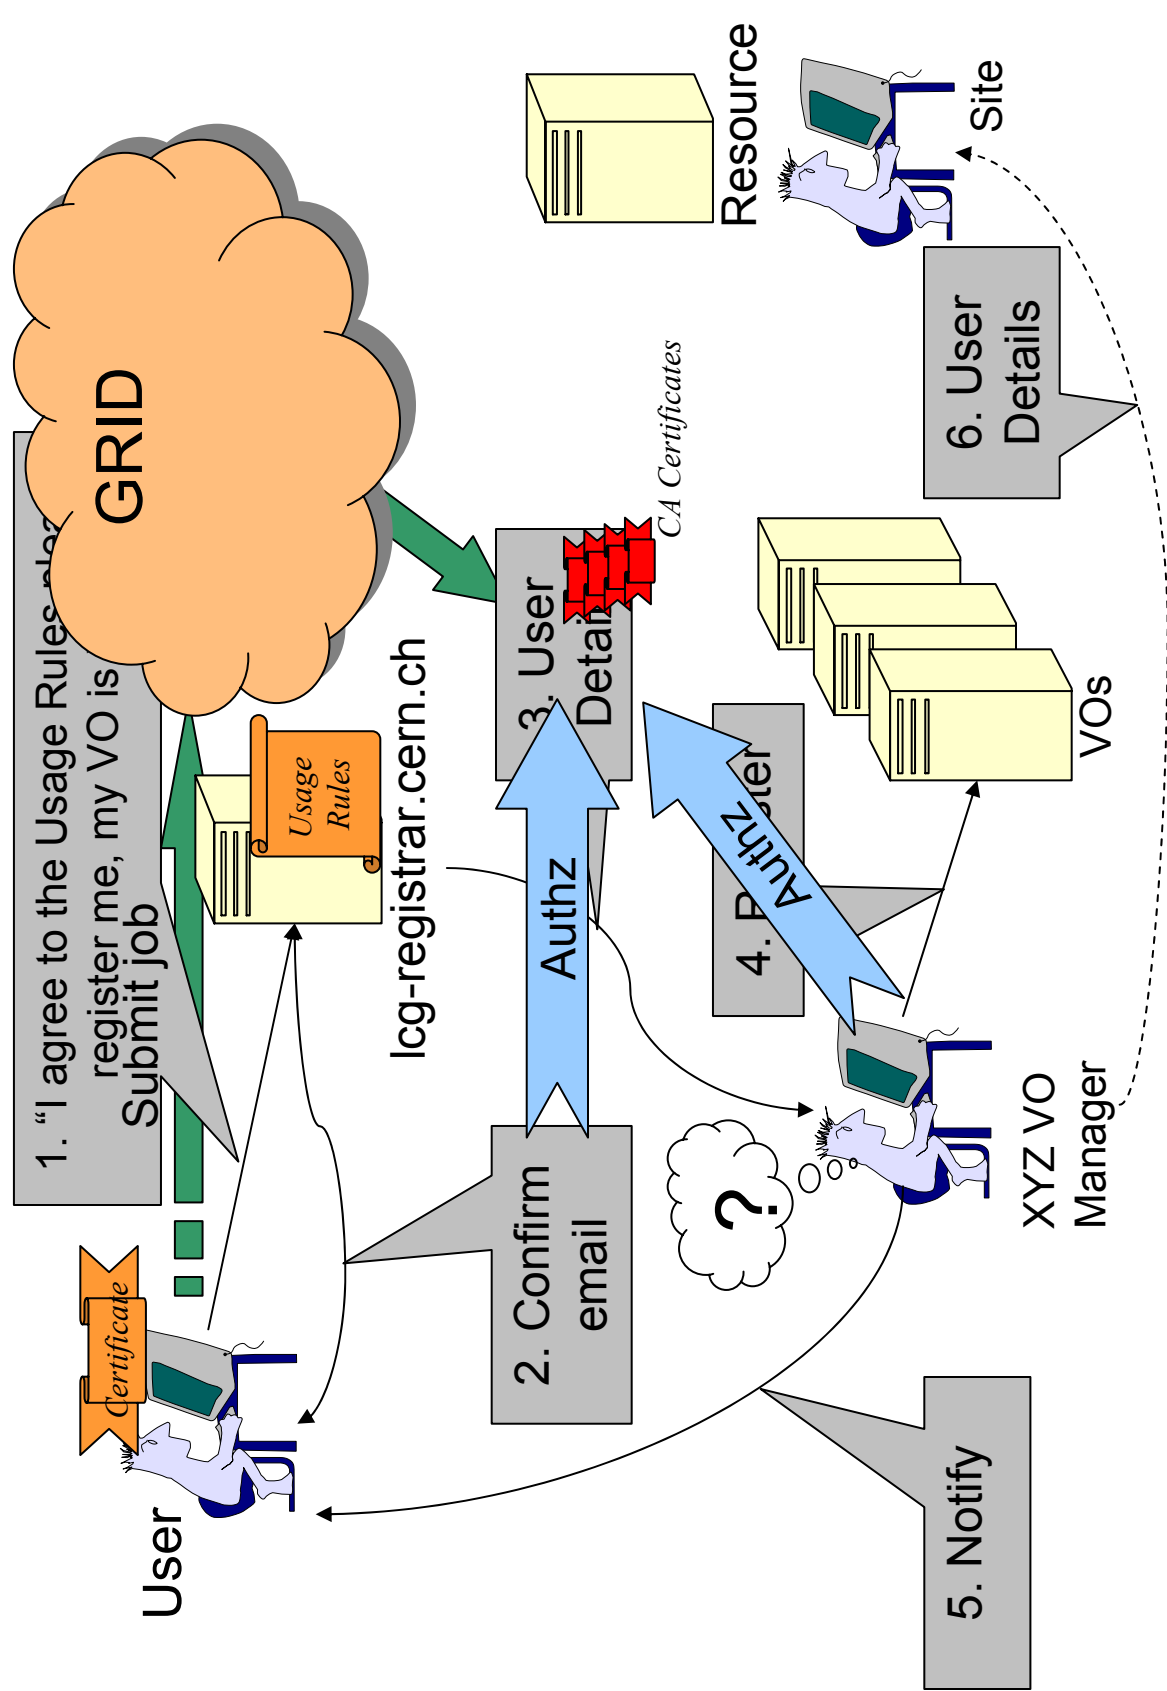 User
Certificate
1. “I agree to the Usage Rules
register me, my VO is
Submit job
GRID
Usage
Rules
lcg-registrar.cern.ch
2. Confirm
email
Authz
3. User
CA Certificates
Resource
Site
?
Authz
4.
VOs
XYZ VO
Manager
5. Notify
6. User
Details